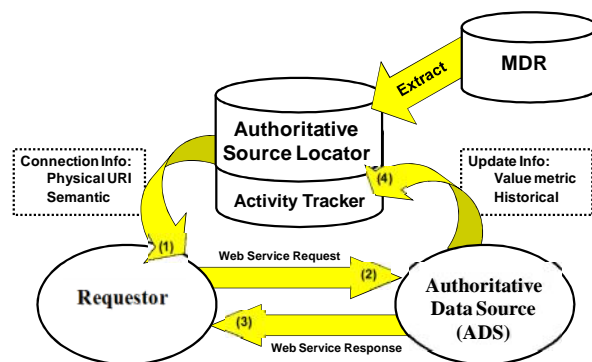 MDR
Extract
Authoritative
Source Locator
Activity Tracker
Connection Info:
Physical URI
Semantic
Update Info:
Value metric
Historical
(1)
(4)
Web Service Request
(2)
Requestor
Authoritative
Data Source
(ADS)
(3)
Web Service Response